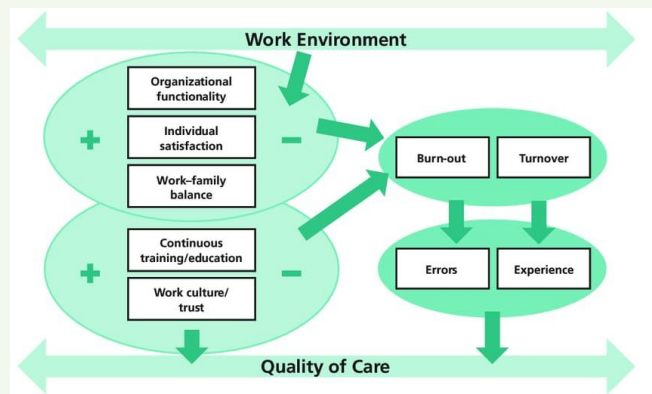 Work Environment
Organizational
functionality
+
Individual
satisfaction
–
Work–family
balance
Burn-out
Turnover
Continuous
training/education
+
–
Work culture/
trust
Errors
Experience
Quality of Care